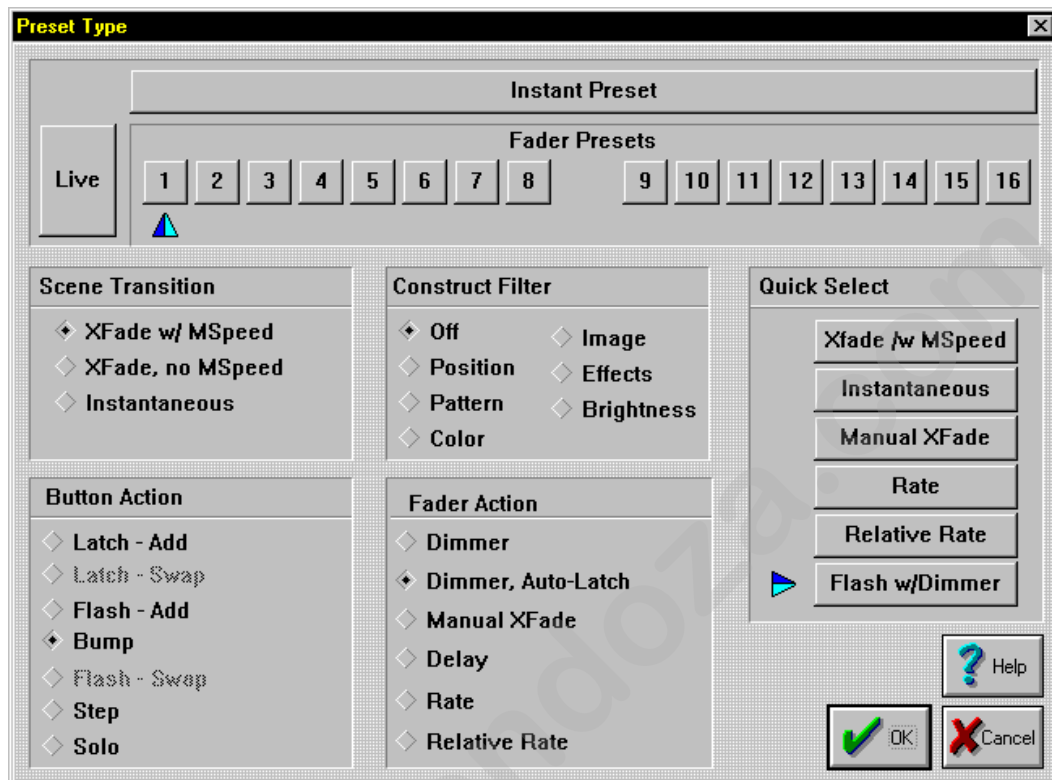 Preset Type
Instant Preset
Fader Presets
Live
1 2 3 4 5 6 7 8 9 10 11 12 13 14 15 16
Scene Transition
XFade w/ MSpeed
XFade, no MSpeed
Instantaneous
Construct Filter
Off
Position
Pattern
Color
Image
Effects
Brightness
Quick Select
Xfade /w MSpeed
Instantaneous
Manual XFade
Rate
Relative Rate
Flash w/Dimmer
Button Action
Latch - Add
Latch - Swap
Flash - Add
Bump
Flash - Swap
Step
Solo
Fader Action
Dimmer
Dimmer, Auto-Latch
Manual XFade
Delay
Rate
Relative Rate
Help
OK
Cancel